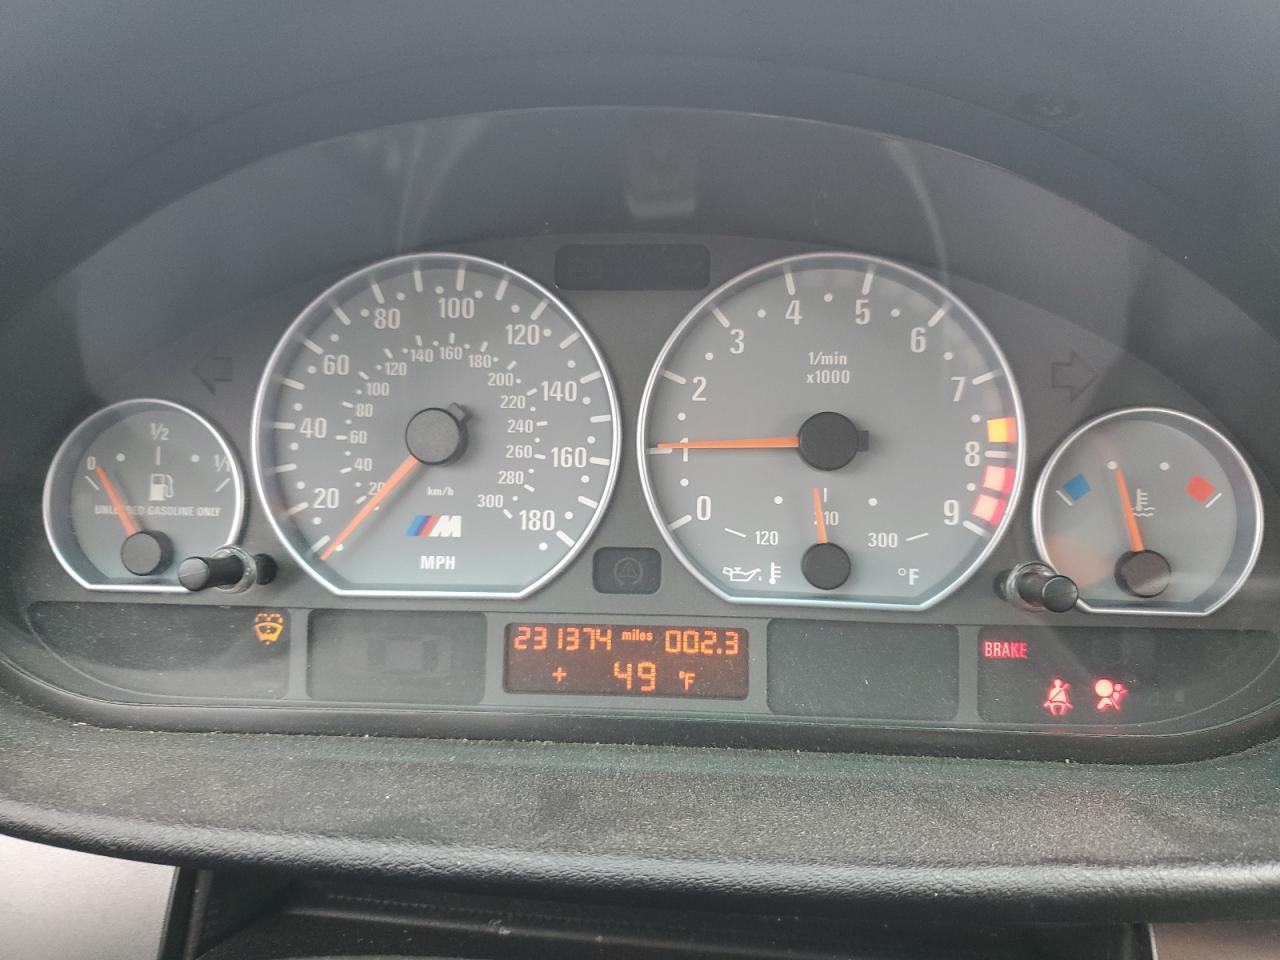 0 1/2 1/1
UNLEADED GASOLINE ONLY
20 40 60 80 100 120 140 160 180
20 40 60 80 100 120 140 160 180 200 220 240 260 280 300
km/h
M
MPH
0 1 2 3 4 5 6 7 8 9
1/min
x1000
120 210 300
°F
231374 miles 002.3
+ 49 °F
BRAKE